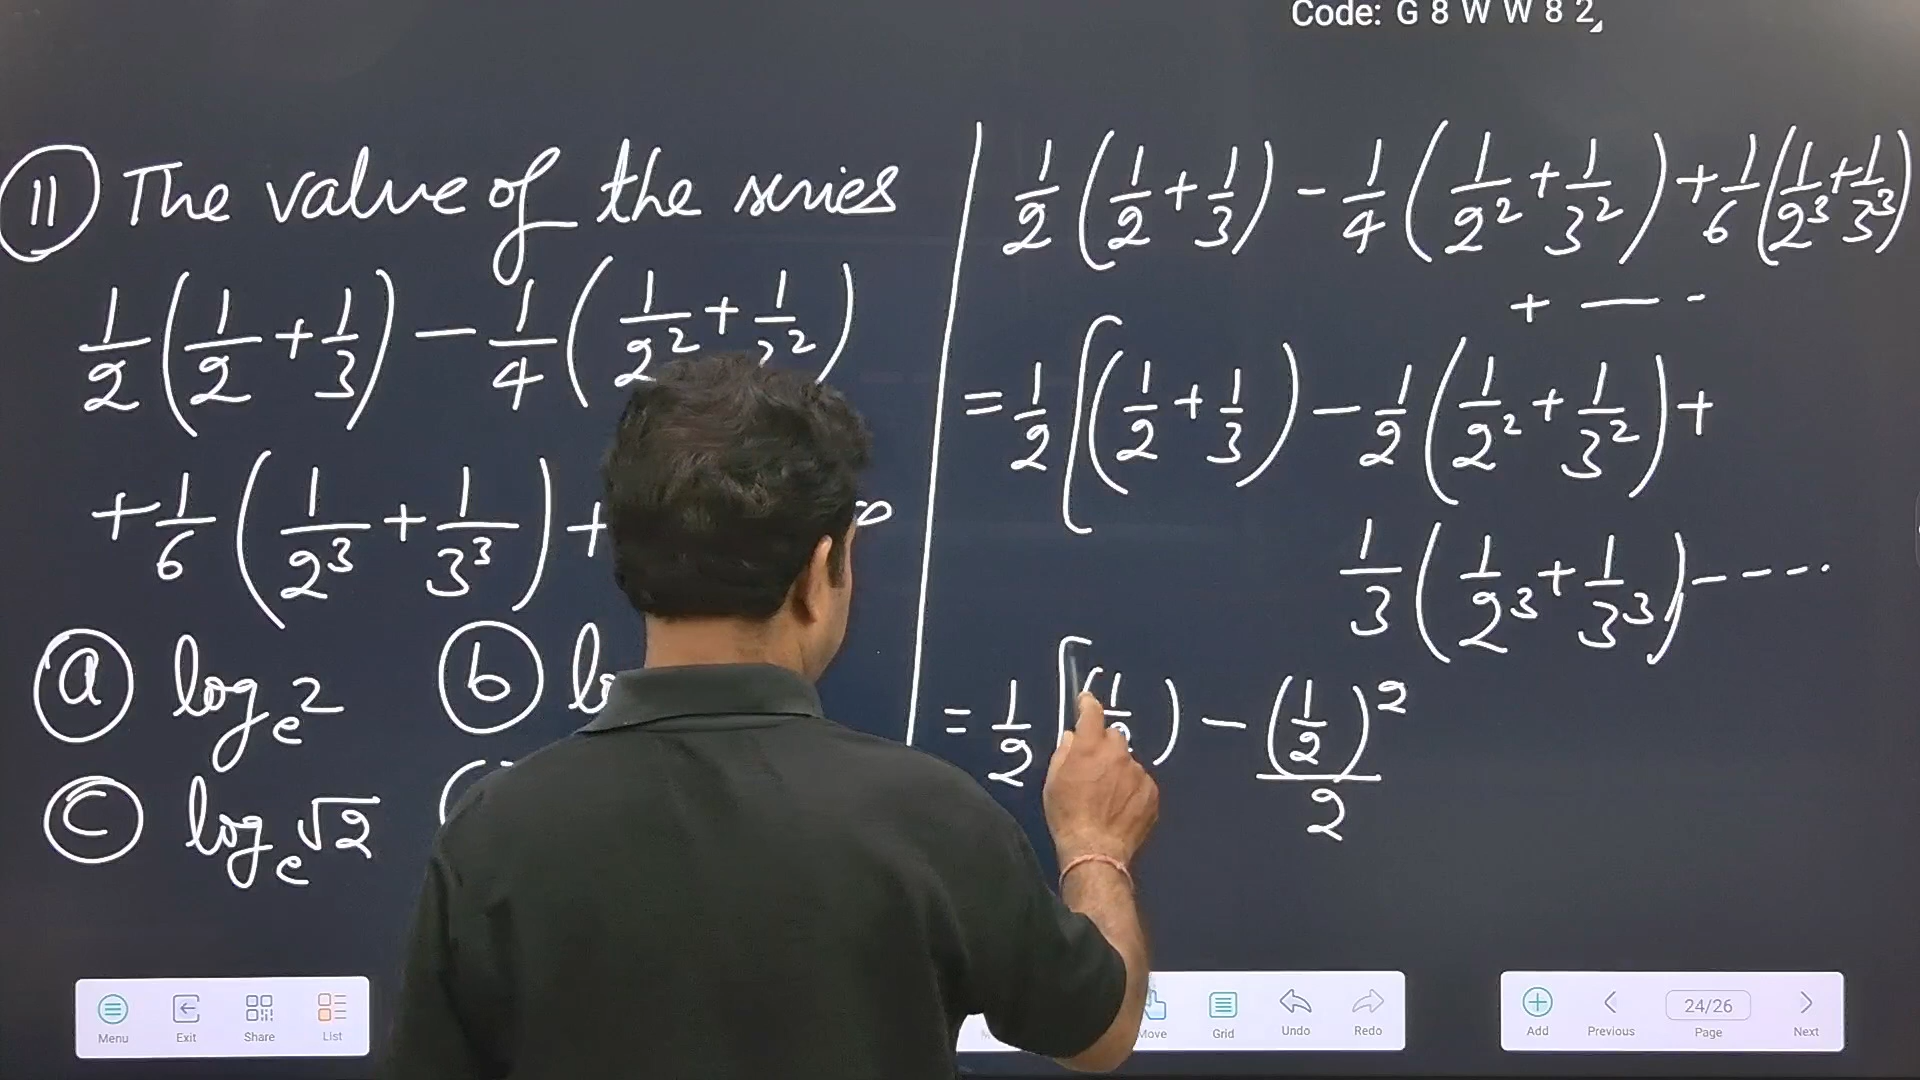 Code: G 8 W W 8 2
11 The value of the series
1/2 (1/2 + 1/3) - 1/4 (1/2² + 1/3²)
+ 1/6 (1/2³ + 1/3³) +
a log_e 2
b
c log_e √2
1/2 (1/2 + 1/3) - 1/4 (1/2² + 1/3²) + 1/6 (1/2³ + 1/3³)
+ — -
= 1/2 [(1/2 + 1/3) - 1/2 (1/2² + 1/3²) +
1/3 (1/2³ + 1/3³) ----.
= 1/2 [(1/2) - (1/2)²/2
Menu Exit Share List
Move Grid Undo Redo
Add Previous 24/26 Page Next